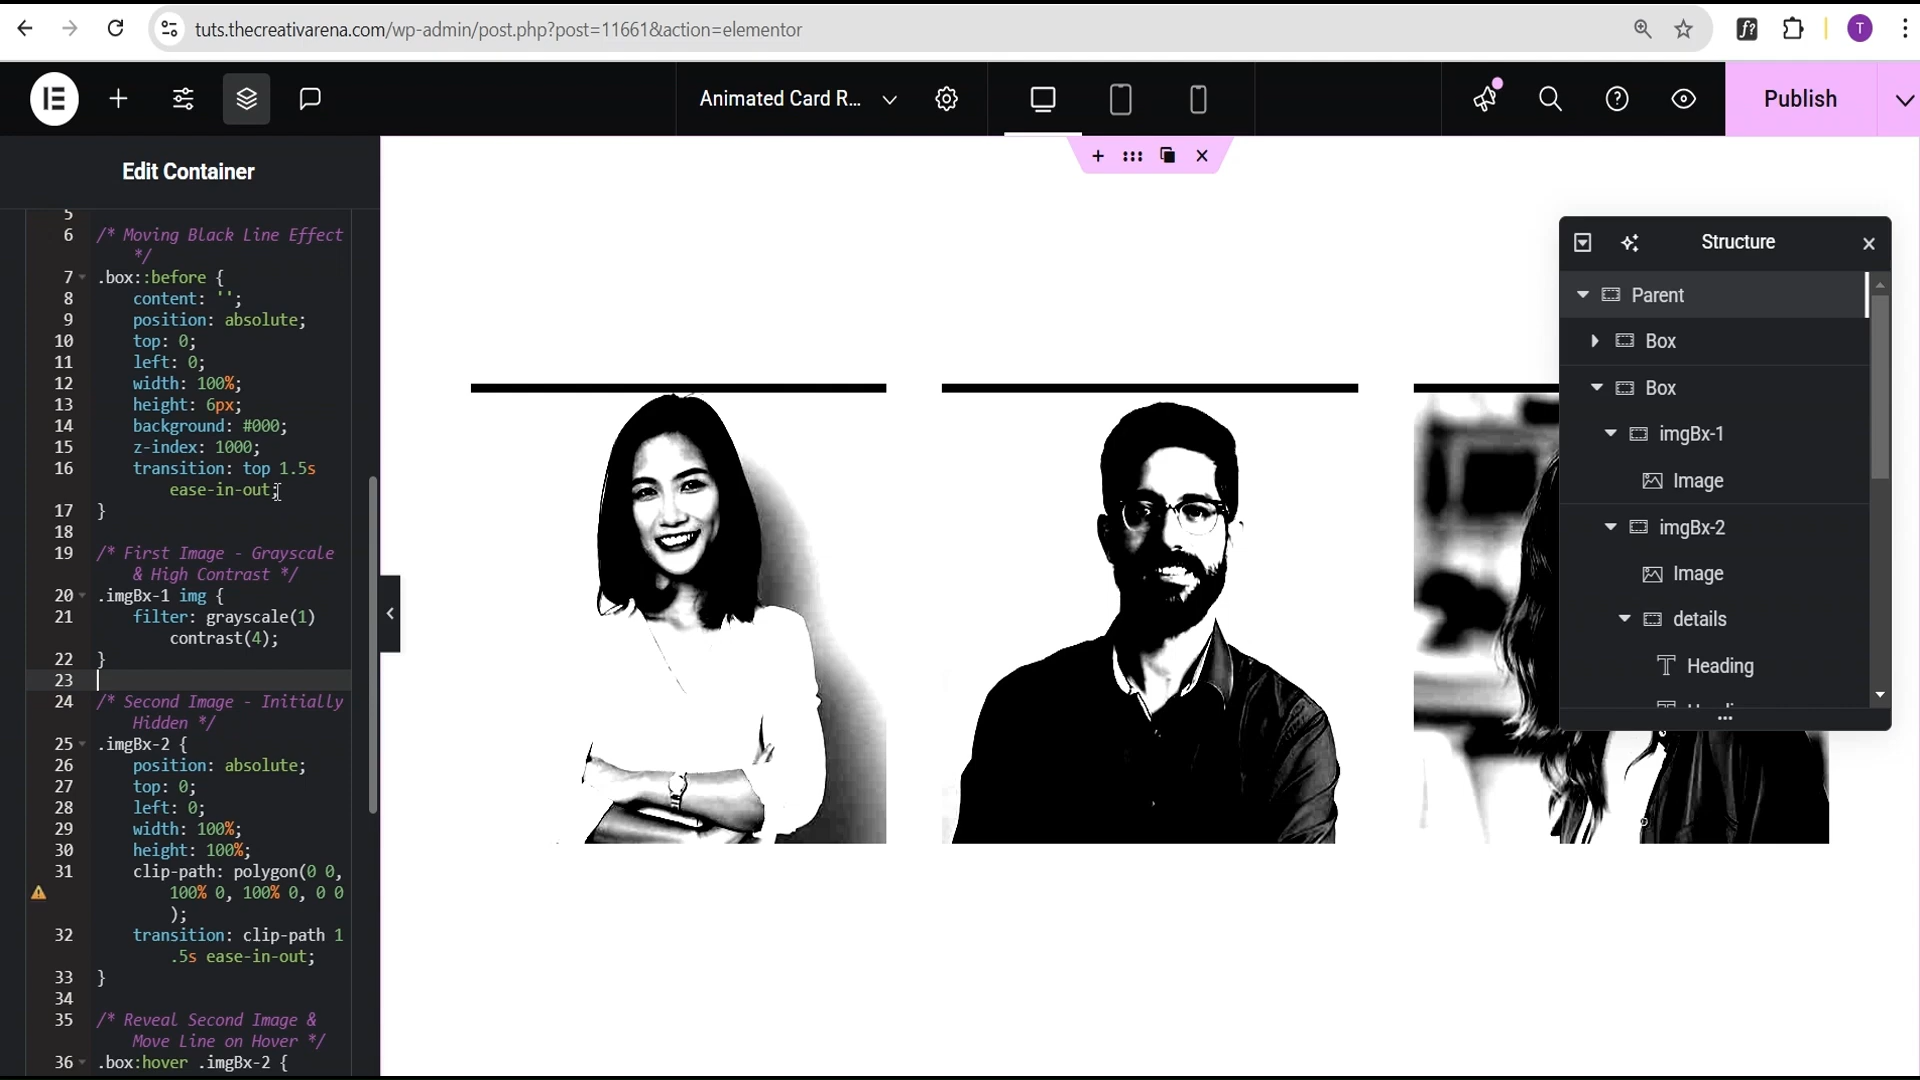 tuts.thecreativarena.com/wp-admin/post.php?post=11661&action=elementor
f?
T
Animated Card R...
Publish
Edit Container
5
6 /* Moving Black Line Effect
*/
7 .box::before {
8 content: '';
9 position: absolute;
10 top: 0;
11 left: 0;
12 width: 100%;
13 height: 6px;
14 background: #000;
15 z-index: 1000;
16 transition: top 1.5s
ease-in-out;
17 }
18
19 /* First Image - Grayscale
& High Contrast */
20 .imgBx-1 img {
21 filter: grayscale(1)
contrast(4);
22 }
23
24 /* Second Image - Initially
Hidden */
25 .imgBx-2 {
26 position: absolute;
27 top: 0;
28 left: 0;
29 width: 100%;
30 height: 100%;
31 clip-path: polygon(0 0,
100% 0, 100% 0, 0 0
);
32 transition: clip-path 1
.5s ease-in-out;
33 }
34
35 /* Reveal Second Image &
Move Line on Hover */
36 .box:hover .imgBx-2 {
Structure
Parent
Box
Box
imgBx-1
Image
imgBx-2
Image
details
Heading